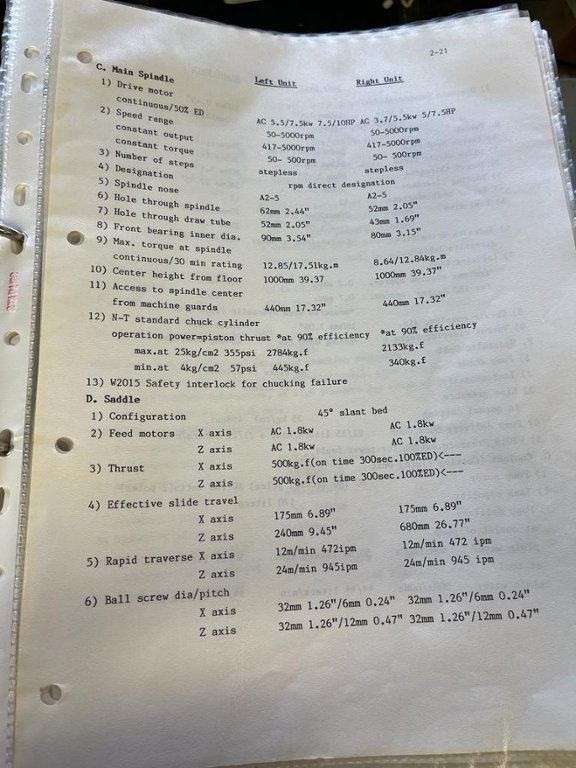 2-21
C. Main Spindle Left Unit Right Unit
1) Drive motor
continuous/50% ED AC 5.5/7.5kw 7.5/10HP AC 3.7/5.5kw 5/7.5HP
2) Speed range 50-5000rpm 50-5000rpm
constant output 417-5000rpm 417-5000rpm
constant torque 50- 500rpm 50- 500rpm
3) Number of steps stepless stepless
4) Designation rpm direct designation
5) Spindle nose A2-5 A2-5
6) Hole through spindle 62mm 2.44" 52mm 2.05"
7) Hole through draw tube 52mm 2.05" 43mm 1.69"
8) Front bearing inner dia. 90mm 3.54" 80mm 3.15"
9) Max. torque at spindle
continuous/30 min rating 12.85/17.51kg.m 8.64/12.84kg.m
10) Center height from floor 1000mm 39.37 1000mm 39.37"
11) Access to spindle center
from machine guards 440mm 17.32" 440mm 17.32"
12) N-T standard chuck cylinder
operation power=piston thrust *at 90% efficiency *at 90% efficiency
max.at 25kg/cm2 355psi 2784kg.f 2133kg.f
min.at 4kg/cm2 57psi 445kg.f 340kg.f
13) W2015 Safety interlock for chucking failure
D. Saddle
1) Configuration 45° slant bed
2) Feed motors X axis AC 1.8kw AC 1.8kw
Z axis AC 1.8kw AC 1.8kw
3) Thrust X axis 500kg.f(on time 300sec.100%ED)<---
Z axis 500kg.f(on time 300sec.100%ED)<---
4) Effective slide travel
X axis 175mm 6.89" 175mm 6.89"
Z axis 240mm 9.45" 680mm 26.77"
5) Rapid traverse X axis 12m/min 472ipm 12m/min 472 ipm
Z axis 24m/min 945ipm 24m/min 945 ipm
6) Ball screw dia/pitch
X axis 32mm 1.26"/6mm 0.24" 32mm 1.26"/6mm 0.24"
Z axis 32mm 1.26"/12mm 0.47" 32mm 1.26"/12mm 0.47"